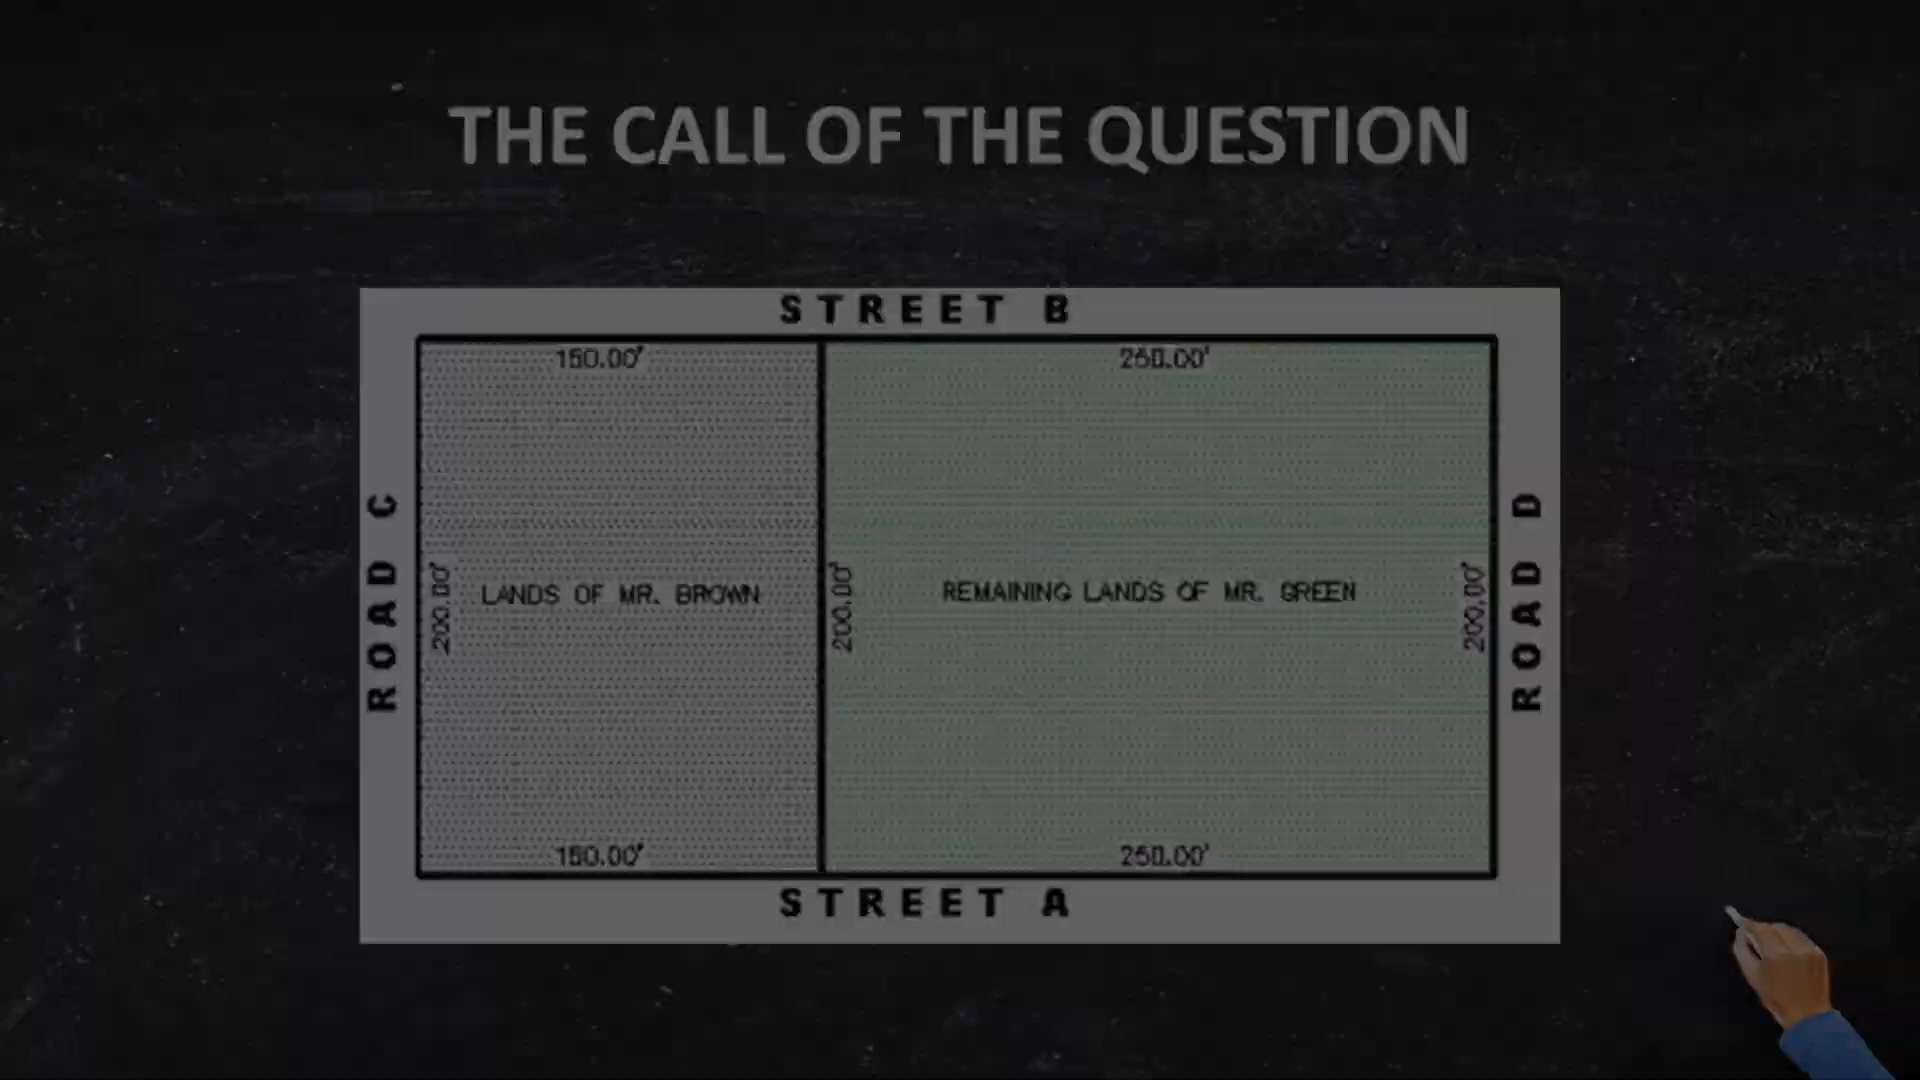 THE CALL OF THE QUESTION
STREET B
150.00' 250.00'
ROAD C
200.00'
LANDS OF MR. BROWN
200.00'
REMAINING LANDS OF MR. GREEN
200.00'
ROAD D
150.00' 250.00'
STREET A